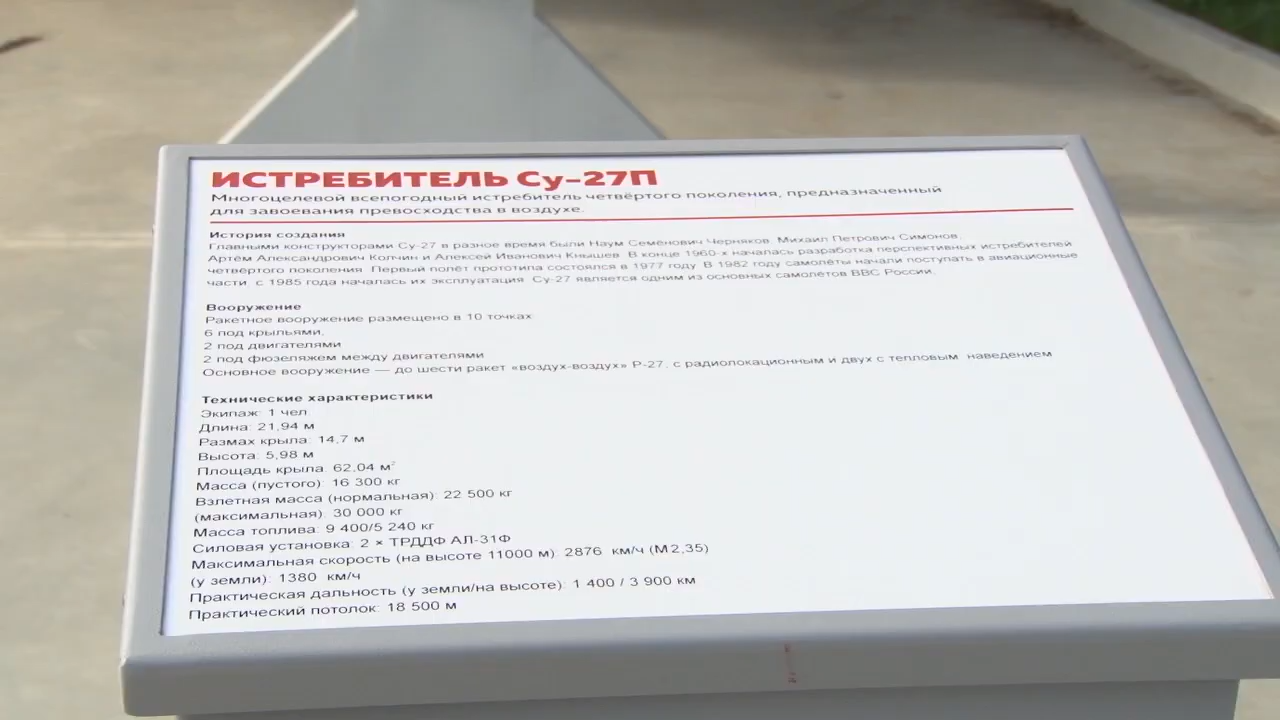 ИСТРЕБИТЕЛЬ Су-27П
Многоцелевой всепогодный истребитель четвёртого поколения, предназначенный
для завоевания превосходства в воздухе.
История создания
Главными конструкторами Су-27 в разное время были Наум Семёнович Черняков, Михаил Петрович Симонов,
Артём Александрович Колчин и Алексей Иванович Кнышев. В конце 1960-х началась разработка перспективных истребителей
четвёртого поколения. Первый полёт прототипа состоялся в 1977 году. В 1982 году самолёты начали поступать в авиационные
части, с 1985 года началась их эксплуатация. Су-27 является одним из основных самолётов ВВС России.
Вооружение
Ракетное вооружение размещено в 10 точках:
6 под крыльями,
2 под двигателями
2 под фюзеляжем между двигателями
Основное вооружение — до шести ракет «воздух-воздух» Р-27, с радиолокационным и двух с тепловым наведением
Технические характеристики
Экипаж: 1 чел.
Длина: 21,94 м
Размах крыла: 14,7 м
Высота: 5,98 м
Площадь крыла: 62,04 м²
Масса (пустого): 16 300 кг
Взлетная масса (нормальная): 22 500 кг
(максимальная): 30 000 кг
Масса топлива: 9 400/5 240 кг
Силовая установка: 2 × ТРДДФ АЛ-31Ф
Максимальная скорость (на высоте 11000 м): 2876 км/ч (М2,35)
(у земли): 1380 км/ч
Практическая дальность (у земли/на высоте): 1 400 / 3 900 км
Практический потолок: 18 500 м